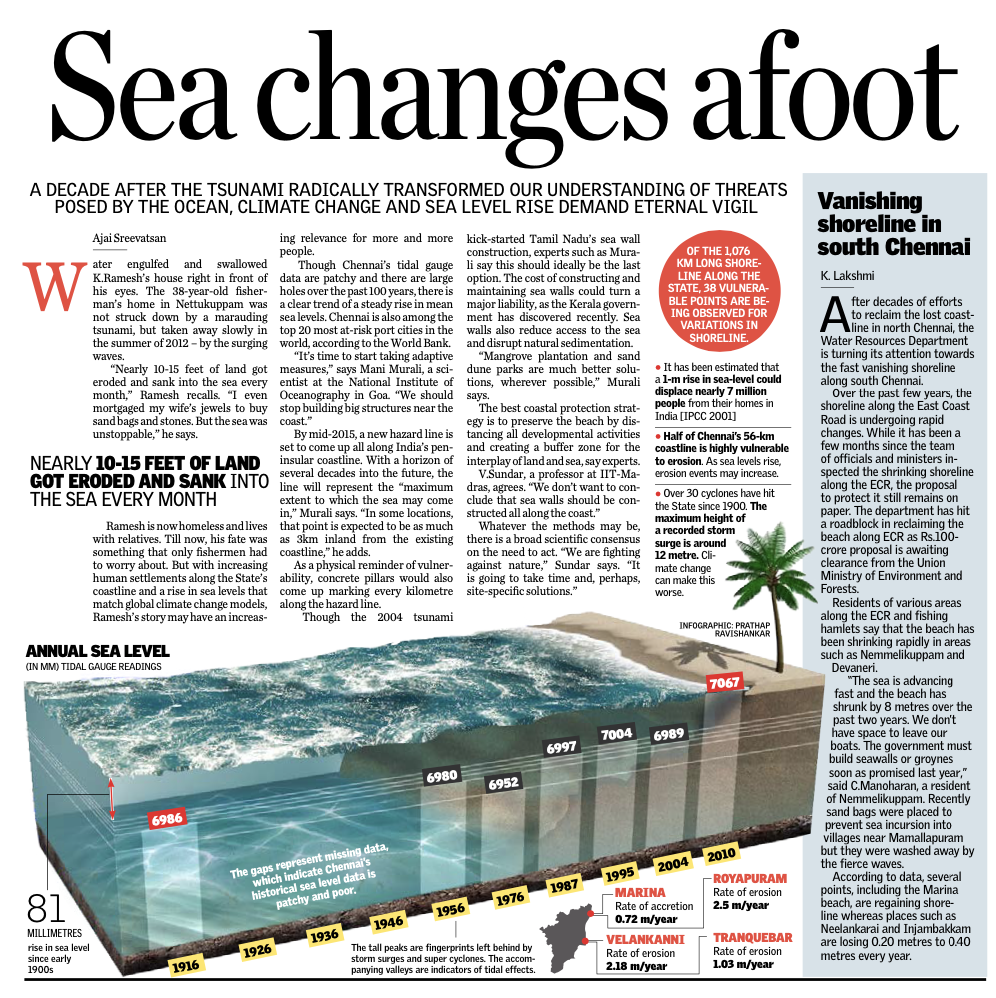 Sea changes afoot
A DECADE AFTER THE TSUNAMI RADICALLY TRANSFORMED OUR UNDERSTANDING OF THREATS
POSED BY THE OCEAN, CLIMATE CHANGE AND SEA LEVEL RISE DEMAND ETERNAL VIGIL
Ajai Sreevatsan
Water engulfed and swallowed
K.Ramesh's house right in front of
his eyes. The 38-year-old fisher-
man's home in Nettukuppam was
not struck down by a marauding
tsunami, but taken away slowly in
the summer of 2012 – by the surging
waves.
"Nearly 10-15 feet of land got
eroded and sank into the sea every
month," Ramesh recalls. "I even
mortgaged my wife's jewels to buy
sand bags and stones. But the sea was
unstoppable," he says.
NEARLY 10-15 FEET OF LAND
GOT ERODED AND SANK INTO
THE SEA EVERY MONTH
Ramesh is now homeless and lives
with relatives. Till now, his fate was
something that only fishermen had
to worry about. But with increasing
human settlements along the State's
coastline and a rise in sea levels that
match global climate change models,
Ramesh's story may have an increas-
ing relevance for more and more
people.
Though Chennai's tidal gauge
data are patchy and there are large
holes over the past 100 years, there is
a clear trend of a steady rise in mean
sea levels. Chennai is also among the
top 20 most at-risk port cities in the
world, according to the World Bank.
"It's time to start taking adaptive
measures," says Mani Murali, a sci-
entist at the National Institute of
Oceanography in Goa. "We should
stop building big structures near the
coast."
By mid-2015, a new hazard line is
set to come up all along India's pen-
insular coastline. With a horizon of
several decades into the future, the
line will represent the "maximum
extent to which the sea may come
in," Murali says. "In some locations,
that point is expected to be as much
as 3km inland from the existing
coastline," he adds.
As a physical reminder of vulner-
ability, concrete pillars would also
come up marking every kilometre
along the hazard line.
Though the 2004 tsunami
kick-started Tamil Nadu's sea wall
construction, experts such as Mura-
li say this should ideally be the last
option. The cost of constructing and
maintaining sea walls could turn a
major liability, as the Kerala govern-
ment has discovered recently. Sea
walls also reduce access to the sea
and disrupt natural sedimentation.
"Mangrove plantation and sand
dune parks are much better solu-
tions, wherever possible," Murali
says.
The best coastal protection strat-
egy is to preserve the beach by dis-
tancing all developmental activities
and creating a buffer zone for the
interplay of land and sea, say experts.
V.Sundar, a professor at IIT-Ma-
dras, agrees. "We don't want to con-
clude that sea walls should be con-
structed all along the coast."
Whatever the methods may be,
there is a broad scientific consensus
on the need to act. "We are fighting
against nature," Sundar says. "It
is going to take time and, perhaps,
site-specific solutions."
OF THE 1,076
KM LONG SHORE-
LINE ALONG THE
STATE, 38 VULNERA-
BLE POINTS ARE BE-
ING OBSERVED FOR
VARIATIONS IN
SHORELINE.
• It has been estimated that
a 1-m rise in sea-level could
displace nearly 7 million
people from their homes in
India [IPCC 2001]
• Half of Chennai's 56-km
coastline is highly vulnerable
to erosion. As sea levels rise,
erosion events may increase.
• Over 30 cyclones have hit
the State since 1900. The
maximum height of
a recorded storm
surge is around
12 metre. Cli-
mate change
can make this
worse.
INFOGRAPHIC: PRATHAP
RAVISHANKAR
Vanishing
shoreline in
south Chennai
K. Lakshmi
After decades of efforts
to reclaim the lost coast-
line in north Chennai, the
Water Resources Department
is turning its attention towards
the fast vanishing shoreline
along south Chennai.
Over the past few years, the
shoreline along the East Coast
Road is undergoing rapid
changes. While it has been a
few months since the team
of officials and ministers in-
spected the shrinking shoreline
along the ECR, the proposal
to protect it still remains on
paper. The department has hit
a roadblock in reclaiming the
beach along ECR as Rs.100-
crore proposal is awaiting
clearance from the Union
Ministry of Environment and
Forests.
Residents of various areas
along the ECR and fishing
hamlets say that the beach has
been shrinking rapidly in areas
such as Nemmelikuppam and
Devaneri.
"The sea is advancing
fast and the beach has
shrunk by 8 metres over the
past two years. We don't
have space to leave our
boats. The government must
build seawalls or groynes
soon as promised last year,"
said C.Manoharan, a resident
of Nemmelikuppam. Recently
sand bags were placed to
prevent sea incursion into
villages near Mamallapuram
but they were washed away by
the fierce waves.
According to data, several
points, including the Marina
beach, are regaining shore-
line whereas places such as
Neelankarai and Injambakkam
are losing 0.20 metres to 0.40
metres every year.
ANNUAL SEA LEVEL
(IN MM) TIDAL GAUGE READINGS
6986
6980
6952
6997
7004
6989
7067
The gaps represent missing data,
which indicate Chennai's
historical sea level data is
patchy and poor.
81
MILLIMETRES
rise in sea level
since early
1900s
1916
1926
1936
1946
1956
1976
1987
1995
2004
2010
The tall peaks are fingerprints left behind by
storm surges and super cyclones. The accom-
panying valleys are indicators of tidal effects.
MARINA
Rate of accretion
0.72 m/year
VELANKANNI
Rate of erosion
2.18 m/year
ROYAPURAM
Rate of erosion
2.5 m/year
TRANQUEBAR
Rate of erosion
1.03 m/year